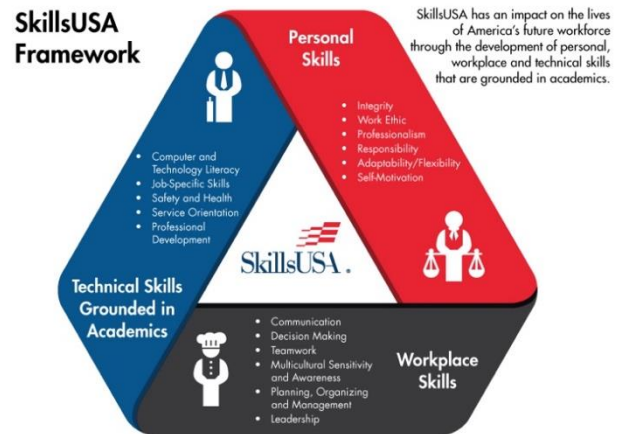 SkillsUSA
Framework
SkillsUSA has an impact on the lives
of America's future workforce
through the development of personal,
workplace and technical skills
that are grounded in academics.
Personal
Skills
• Integrity
• Work Ethic
• Professionalism
• Responsibility
• Adaptability/Flexibility
• Self-Motivation
• Computer and
Technology Literacy
• Job-Specific Skills
• Safety and Health
• Service Orientation
• Professional
Development
SkillsUSA®
Technical Skills
Grounded in
Academics
• Communication
• Decision Making
• Teamwork
• Multicultural Sensitivity
and Awareness
• Planning, Organizing
and Management
• Leadership
Workplace
Skills